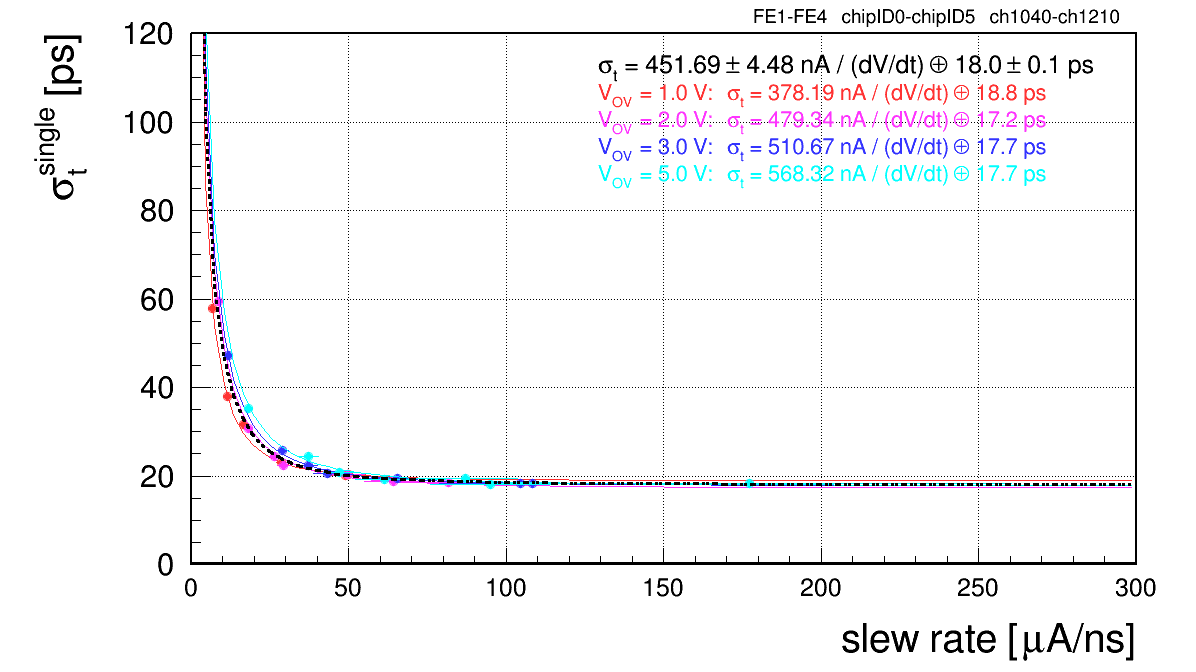 FE1-FE4 chipID0-chipID5 ch1040-ch1210
σt = 451.69 ± 4.48 nA / (dV/dt) ⊕ 18.0 ± 0.1 ps
VOV = 1.0 V: σt = 378.19 nA / (dV/dt) ⊕ 18.8 ps
VOV = 2.0 V: σt = 479.34 nA / (dV/dt) ⊕ 17.2 ps
VOV = 3.0 V: σt = 510.67 nA / (dV/dt) ⊕ 17.7 ps
VOV = 5.0 V: σt = 568.32 nA / (dV/dt) ⊕ 17.7 ps
σt single [ps]
120
100
80
60
40
20
0
0 50 100 150 200 250 300
slew rate [μA/ns]